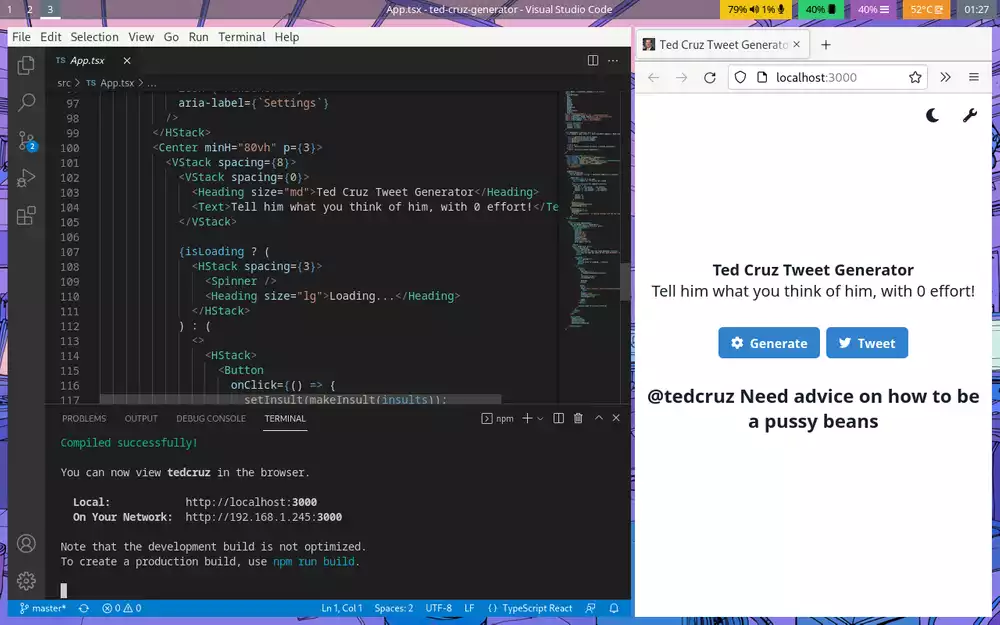 1 2 3
App.tsx - ted-cruz-generator - Visual Studio Code
79% 1% 40% 40% 52°C 01:27
File Edit Selection View Go Run Terminal Help
TS App.tsx ×
src > TS App.tsx > ...
97 aria-label={`Settings`}
98 />
99 </HStack>
100 <Center minH="80vh" p={3}>
101 <VStack spacing={8}>
102 <VStack spacing={0}>
103 <Heading size="md">Ted Cruz Tweet Generator</Heading>
104 <Text>Tell him what you think of him, with 0 effort!</Te
105 </VStack>
106
107 {isLoading ? (
108 <HStack spacing={3}>
109 <Spinner />
110 <Heading size="lg">Loading...</Heading>
111 </HStack>
112 ) : (
113 <>
114 <HStack>
115 <Button
116 onClick={() => {
117 setInsult(makeInsult(insults));
2
PROBLEMS OUTPUT DEBUG CONSOLE TERMINAL
npm
Compiled successfully!
You can now view tedcruz in the browser.
Local: http://localhost:3000
On Your Network: http://192.168.1.245:3000
Note that the development build is not optimized.
To create a production build, use npm run build.
master* 0 0 Ln 1, Col 1 Spaces: 2 UTF-8 LF {} TypeScript React
Ted Cruz Tweet Generato ×
localhost:3000
Ted Cruz Tweet Generator
Tell him what you think of him, with 0 effort!
Generate Tweet
@tedcruz Need advice on how to be
a pussy beans